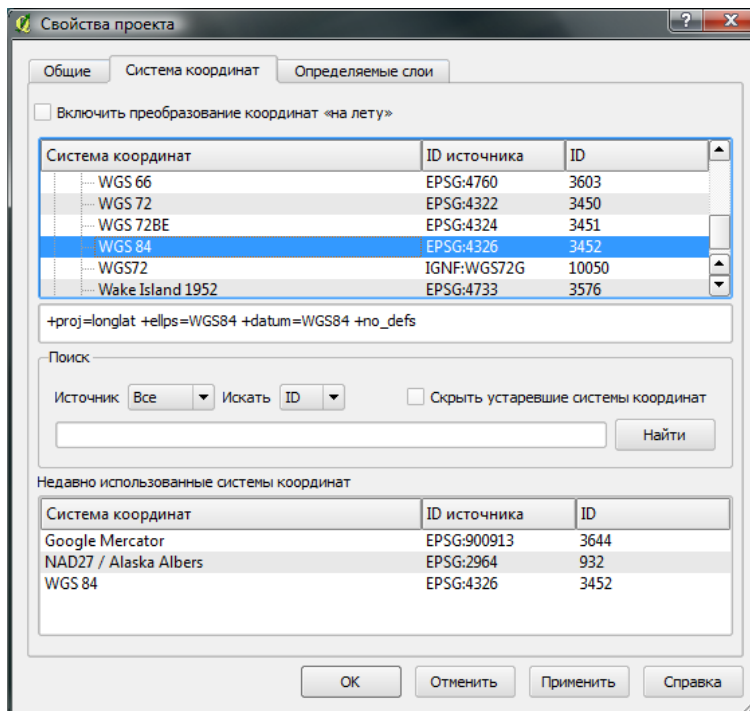 Свойства проекта
Общие Система координат Определяемые слои
Включить преобразование координат «на лету»
Система координат ID источника ID
WGS 66 EPSG:4760 3603
WGS 72 EPSG:4322 3450
WGS 72BE EPSG:4324 3451
WGS 84 EPSG:4326 3452
WGS72 IGNF:WGS72G 10050
Wake Island 1952 EPSG:4733 3576
+proj=longlat +ellps=WGS84 +datum=WGS84 +no_defs
Поиск
Источник Все Искать ID Скрыть устаревшие системы координат
Найти
Недавно использованные системы координат
Система координат ID источника ID
Google Mercator EPSG:900913 3644
NAD27 / Alaska Albers EPSG:2964 932
WGS 84 EPSG:4326 3452
OK Отменить Применить Справка